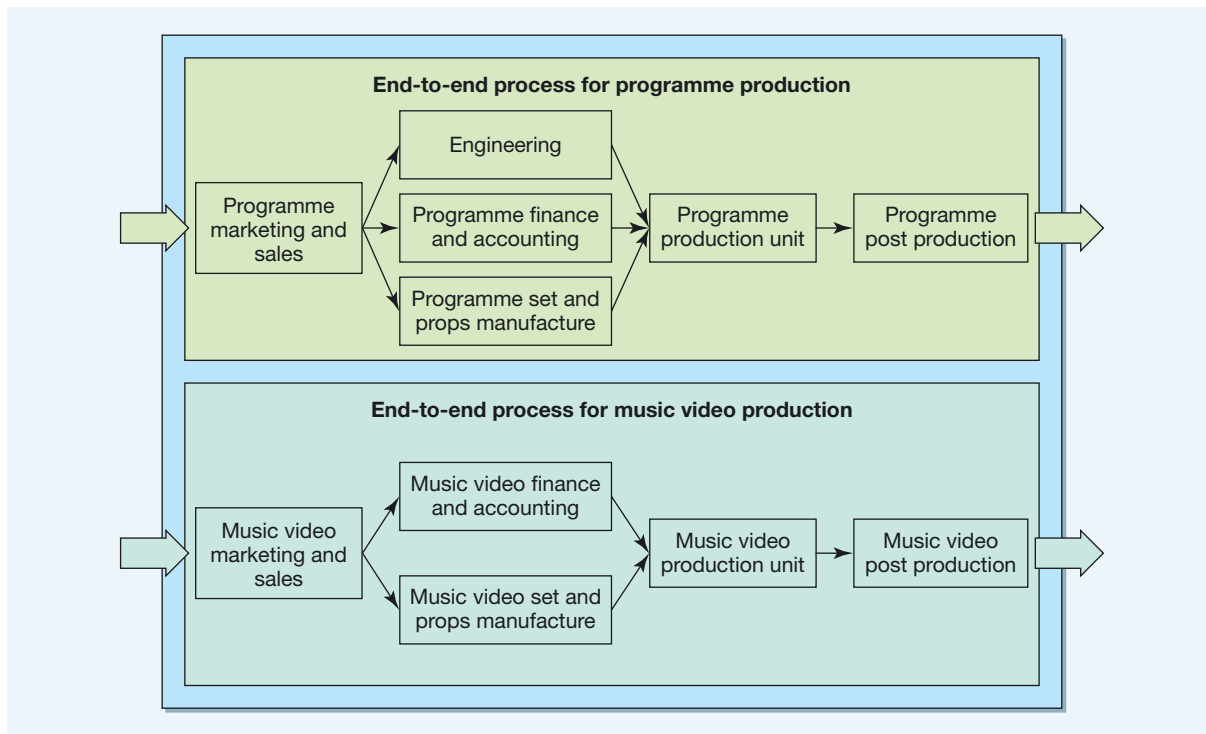 End-to-end process for programme production
Engineering
Programme
marketing and
sales
Programme finance
and accounting
Programme set and
props manufacture
Programme
production unit
Programme
post production
End-to-end process for music video production
Music video
marketing and
sales
Music video finance
and accounting
Music video set and
props manufacture
Music video
production unit
Music video
post production